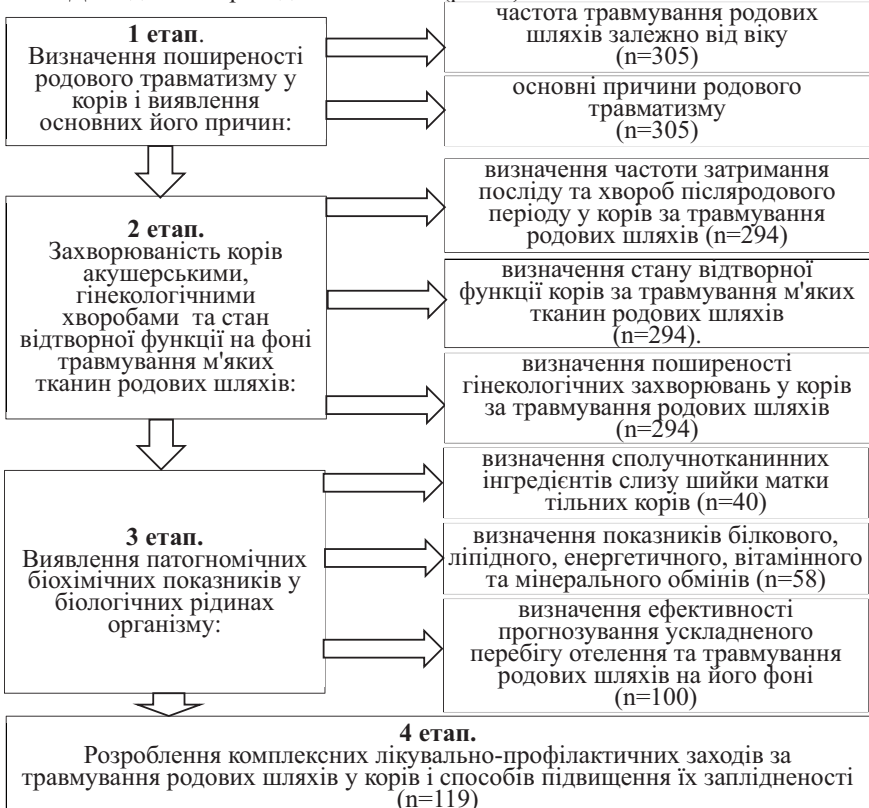 1 етап.
Визначення поширеності
родового травматизму у
корів і виявлення
основних його причин:
частота травмування родових
шляхів залежно від віку
(n=305)
основні причини родового
травматизму
(n=305)
2 етап.
Захворюваність корів
акушерськими,
гінекологічними
хворобами та стан
відтворної функції на фоні
травмування м'яких
тканин родових шляхів:
визначення частоти затримання
посліду та хвороб післяродового
періоду у корів за травмування
родових шляхів (n=294)
визначення стану відтворної
функції корів за травмування м'яких
тканин родових шляхів
(n=294).
визначення поширеності
гінекологічних захворювань у корів
за травмування родових шляхів
(n=294)
3 етап.
Виявлення патогномічних
біохімічних показників у
біологічних рідинах
організму:
визначення сполучнотканинних
інгредієнтів слизу шийки матки
тільних корів (n=40)
визначення показників білкового,
ліпідного, енергетичного, вітамінного
та мінерального обмінів (n=58)
визначення ефективності
прогнозування ускладненого
перебігу отелення та травмування
родових шляхів на його фоні
(n=100)
4 етап.
Розроблення комплексних лікувально-профілактичних заходів за
травмування родових шляхів у корів і способів підвищення їх заплідненості
(n=119)